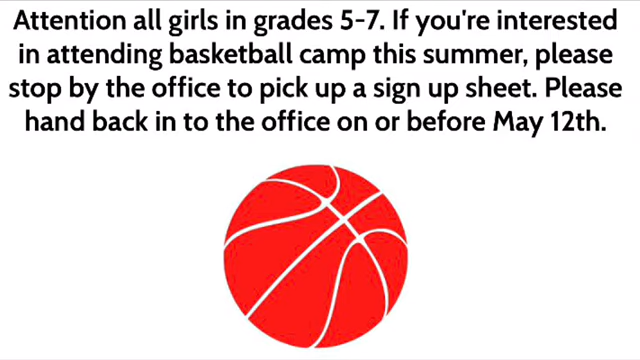 Attention all girls in grades 5-7. If you're interested
in attending basketball camp this summer, please
stop by the office to pick up a sign up sheet. Please
hand back in to the office on or before May 12th.